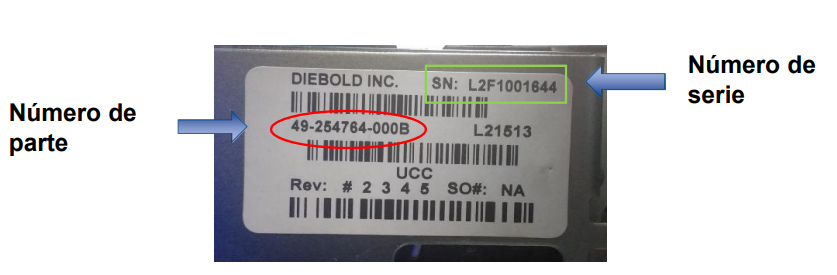 Número de
parte
DIEBOLD INC. SN: L2F1001644
49-254764-000B L21513
UCC
Rev: # 2 3 4 5 SO#: NA
Número de
serie